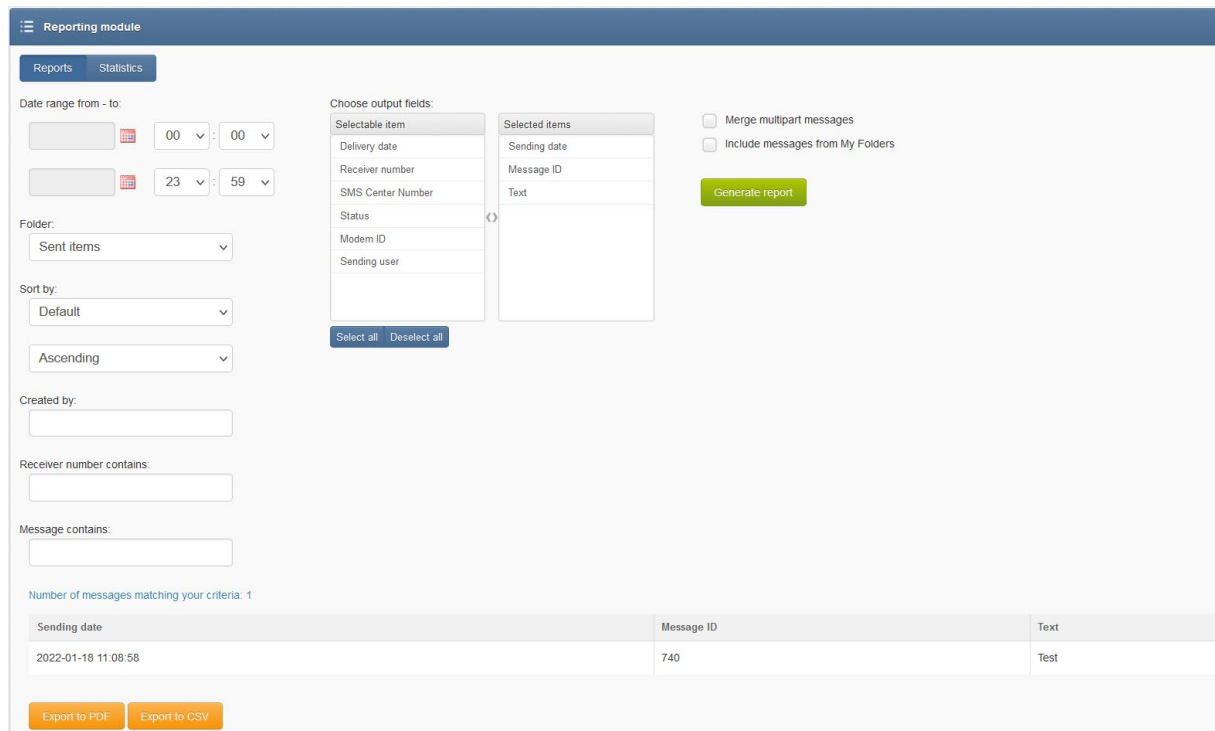 Reporting module
Reports Statistics
Date range from - to:
00 : 00
23 : 59
Folder:
Sent items
Sort by:
Default
Ascending
Created by:
Receiver number contains:
Message contains:
Choose output fields:
Selectable item
Delivery date
Receiver number
SMS Center Number
Status
Modem ID
Sending user
Selected items
Sending date
Message ID
Text
Select all Deselect all
Merge multipart messages
Include messages from My Folders
Generate report
Number of messages matching your criteria: 1
Sending date Message ID Text
2022-01-18 11:08:58 740 Test
Export to PDF Export to CSV